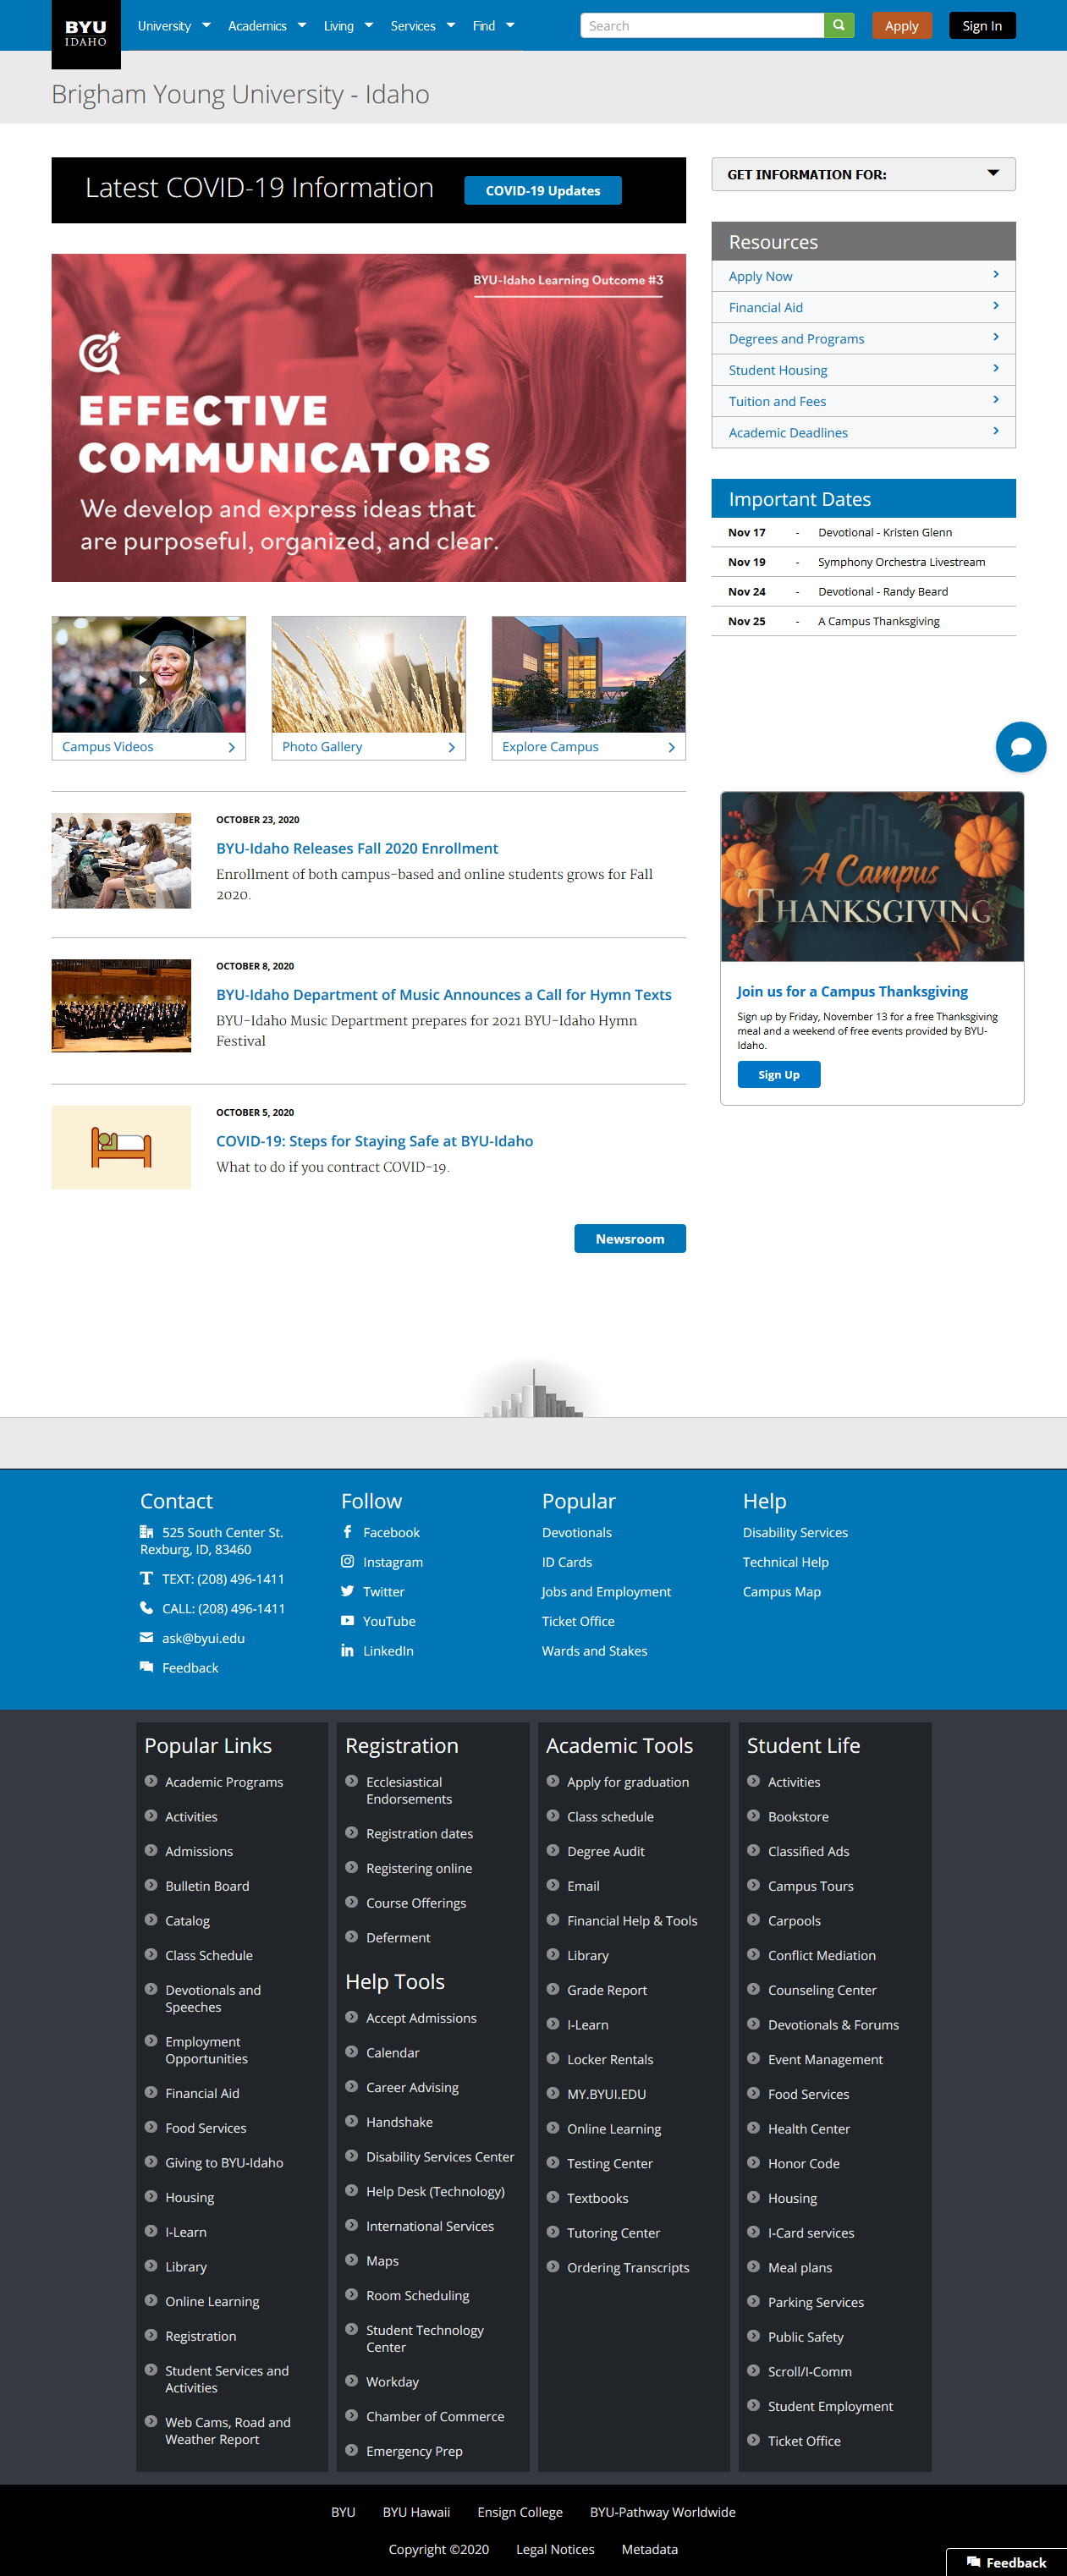 BYU
IDAHO
University
Academics
Living
Services
Find
Search
Apply
Sign In
Brigham Young University - Idaho
Latest COVID-19 Information
COVID-19 Updates
BYU-Idaho Learning Outcome #3
EFFECTIVE
COMMUNICATORS
We develop and express ideas that
are purposeful, organized, and clear.
Campus Videos
Photo Gallery
Explore Campus
OCTOBER 23, 2020
BYU-Idaho Releases Fall 2020 Enrollment
Enrollment of both campus-based and online students grows for Fall
2020.
OCTOBER 8, 2020
BYU-Idaho Department of Music Announces a Call for Hymn Texts
BYU-Idaho Music Department prepares for 2021 BYU-Idaho Hymn
Festival
OCTOBER 5, 2020
COVID-19: Steps for Staying Safe at BYU-Idaho
What to do if you contract COVID-19.
Newsroom
GET INFORMATION FOR:
Resources
Apply Now
Financial Aid
Degrees and Programs
Student Housing
Tuition and Fees
Academic Deadlines
Important Dates
Nov 17 - Devotional - Kristen Glenn
Nov 19 - Symphony Orchestra Livestream
Nov 24 - Devotional - Randy Beard
Nov 25 - A Campus Thanksgiving
A Campus
THANKSGIVING
Join us for a Campus Thanksgiving
Sign up by Friday, November 13 for a free Thanksgiving
meal and a weekend of free events provided by BYU-
Idaho.
Sign Up
Contact
525 South Center St.
Rexburg, ID, 83460
TEXT: (208) 496-1411
CALL: (208) 496-1411
ask@byui.edu
Feedback
Follow
Facebook
Instagram
Twitter
YouTube
LinkedIn
Popular
Devotionals
ID Cards
Jobs and Employment
Ticket Office
Wards and Stakes
Help
Disability Services
Technical Help
Campus Map
Popular Links
Academic Programs
Activities
Admissions
Bulletin Board
Catalog
Class Schedule
Devotionals and
Speeches
Employment
Opportunities
Financial Aid
Food Services
Giving to BYU-Idaho
Housing
I-Learn
Library
Online Learning
Registration
Student Services and
Activities
Web Cams, Road and
Weather Report
Registration
Ecclesiastical
Endorsements
Registration dates
Registering online
Course Offerings
Deferment
Help Tools
Accept Admissions
Calendar
Career Advising
Handshake
Disability Services Center
Help Desk (Technology)
International Services
Maps
Room Scheduling
Student Technology
Center
Workday
Chamber of Commerce
Emergency Prep
Academic Tools
Apply for graduation
Class schedule
Degree Audit
Email
Financial Help & Tools
Library
Grade Report
I-Learn
Locker Rentals
MY.BYUI.EDU
Online Learning
Testing Center
Textbooks
Tutoring Center
Ordering Transcripts
Student Life
Activities
Bookstore
Classified Ads
Campus Tours
Carpools
Conflict Mediation
Counseling Center
Devotionals & Forums
Event Management
Food Services
Health Center
Honor Code
Housing
I-Card services
Meal plans
Parking Services
Public Safety
Scroll/I-Comm
Student Employment
Ticket Office
BYU
BYU Hawaii
Ensign College
BYU-Pathway Worldwide
Copyright ©2020
Legal Notices
Metadata
Feedback